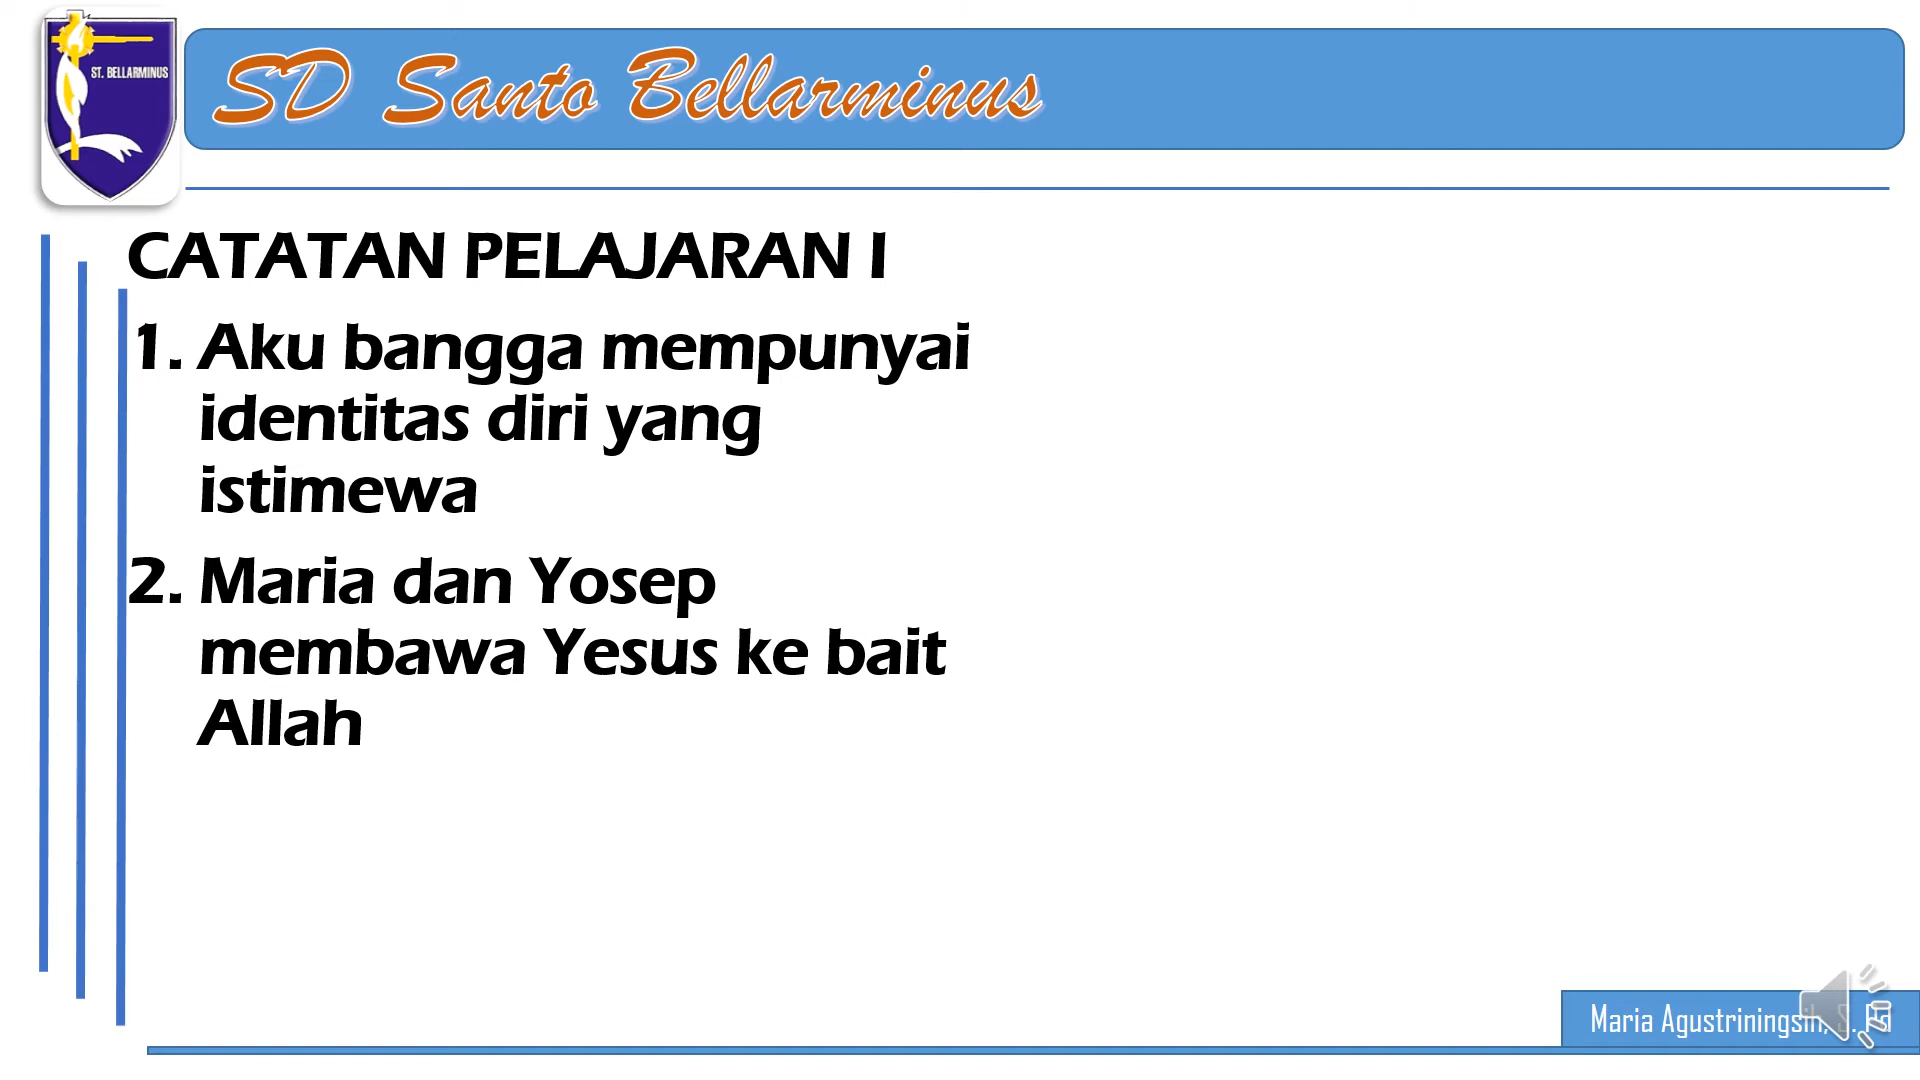 ST. BELLARMINUS
SD Santo Bellarminus
CATATAN PELAJARAN I
1. Aku bangga mempunyai
identitas diri yang
istimewa
2. Maria dan Yosep
membawa Yesus ke bait
Allah
Maria Agustriningsih, S. Pd